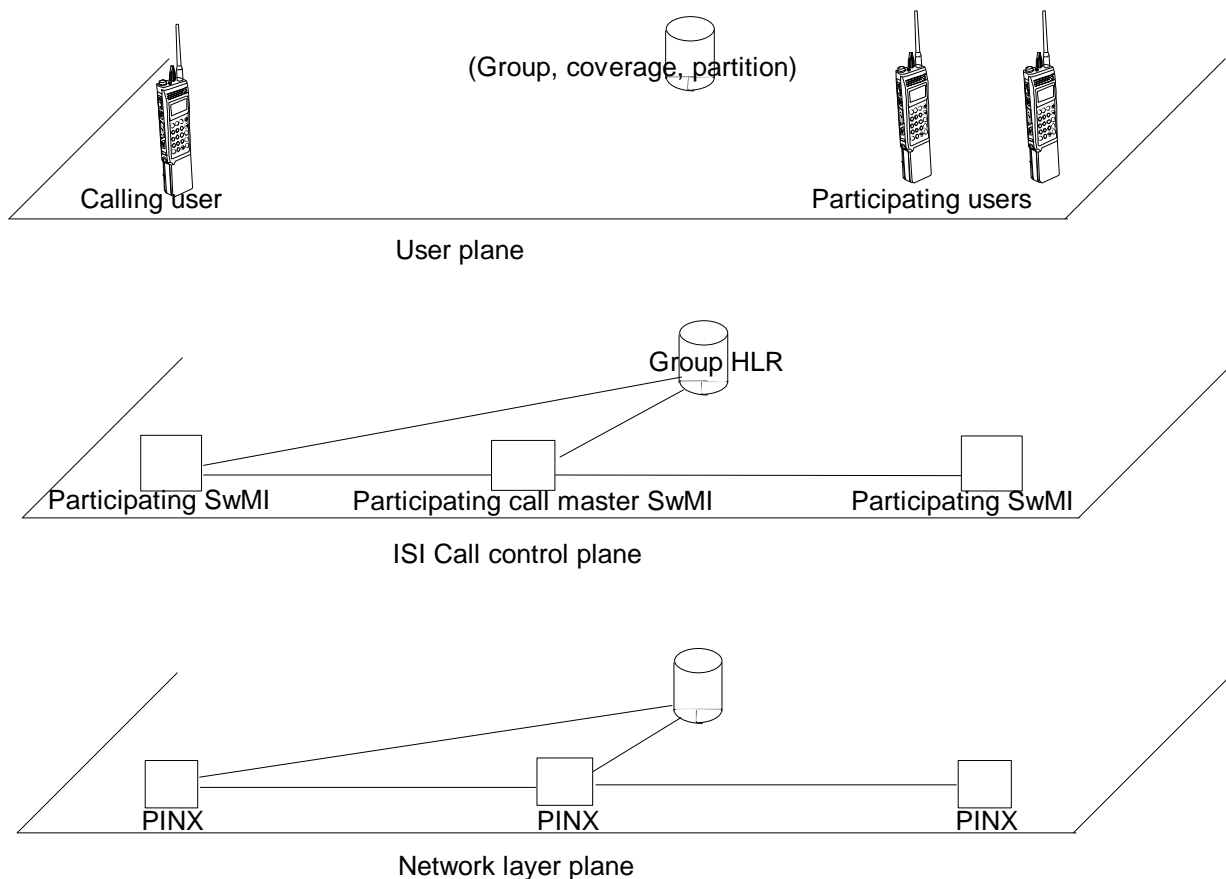 (Group, coverage, partition)
Calling user
Participating users
User plane
Group HLR
Participating SwMI
Participating call master SwMI
Participating SwMI
ISI Call control plane
PINX
PINX
PINX
Network layer plane